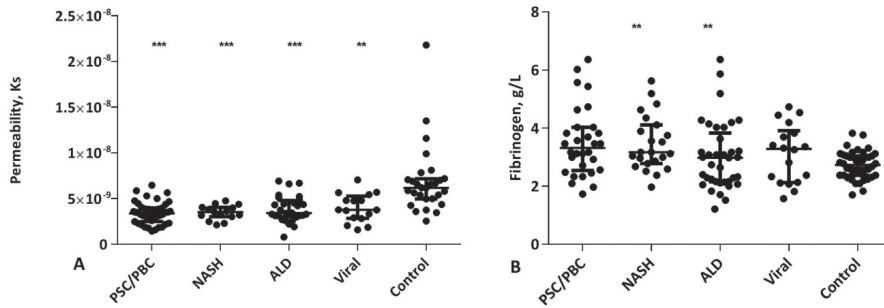 2.5×10⁻⁸
2×10⁻⁸
1.5×10⁻⁸
1×10⁻⁸
5×10⁻⁹
0
Permeability, Ks
*** *** *** **
A
PSC/PBC NASH ALD Viral Control
8
6
4
2
0
Fibrinogen, g/L
** **
B
PSC/PBC NASH ALD Viral Control